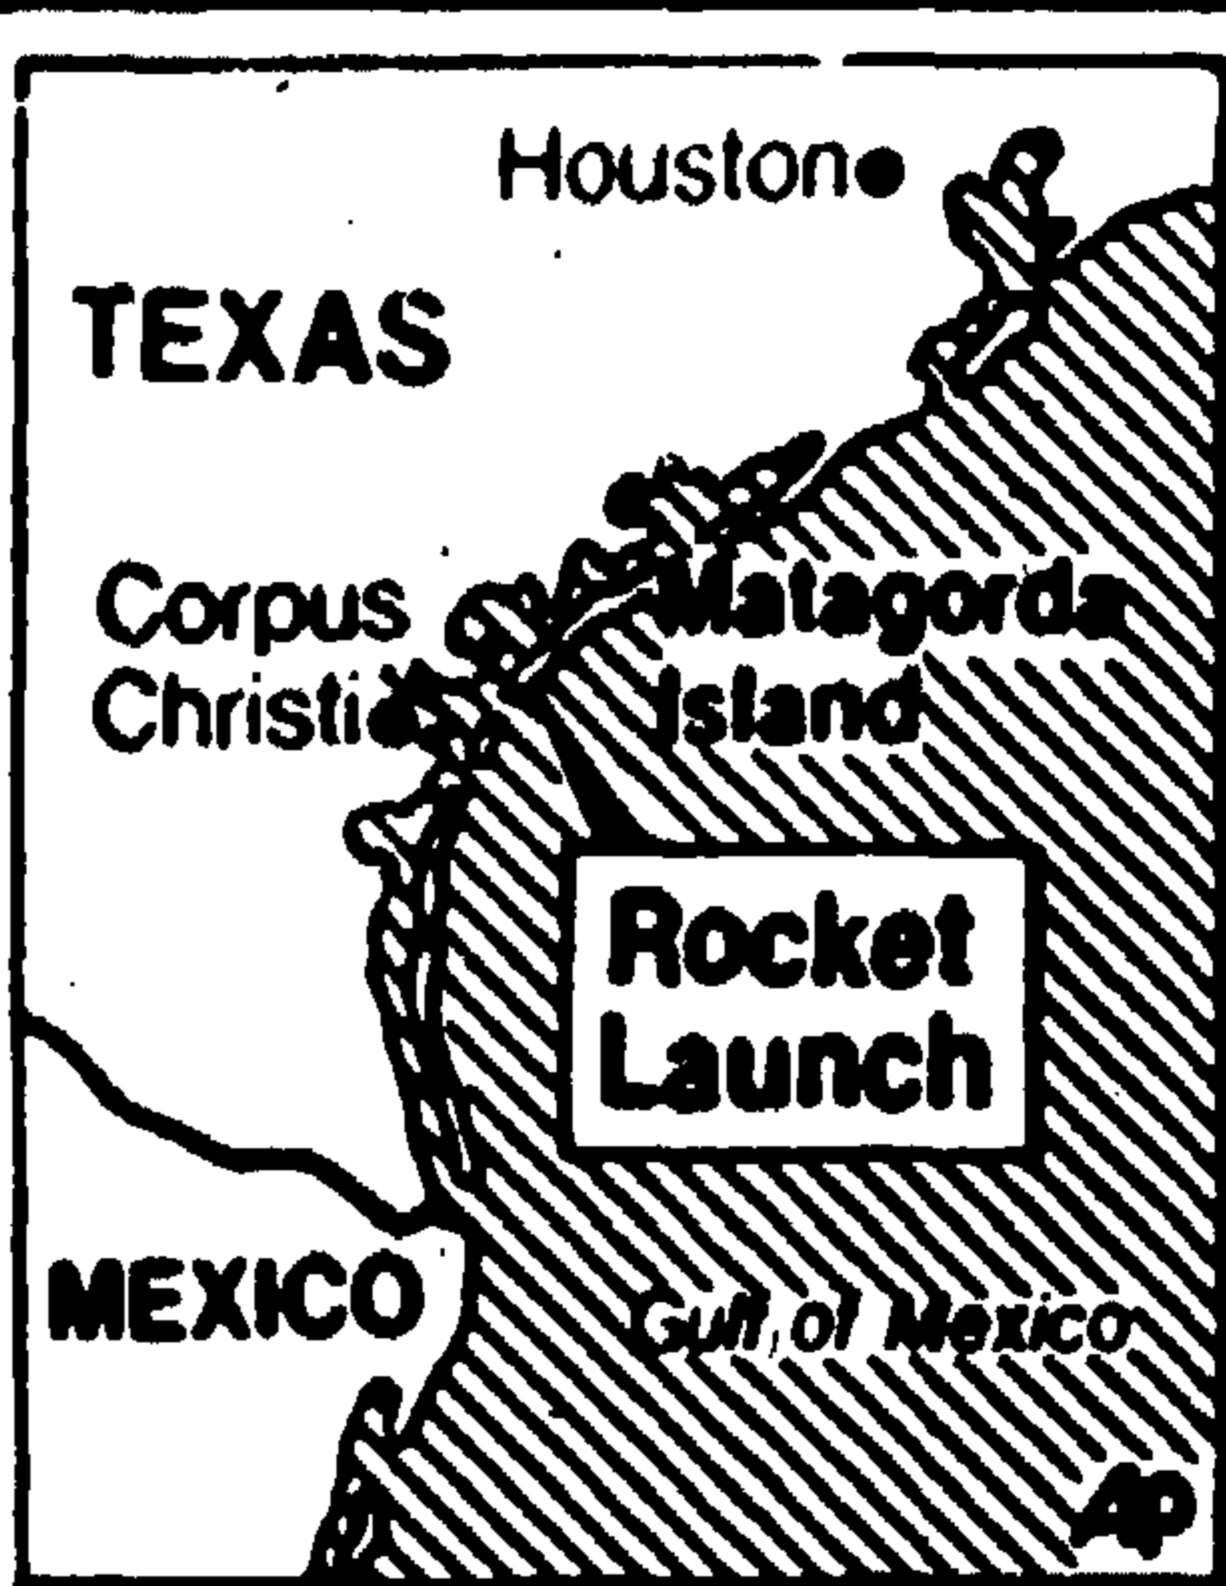 Houston
TEXAS
Corpus
Christi
Matagorda
Island
Rocket
Launch
MEXICO
Gulf of Mexico
AP